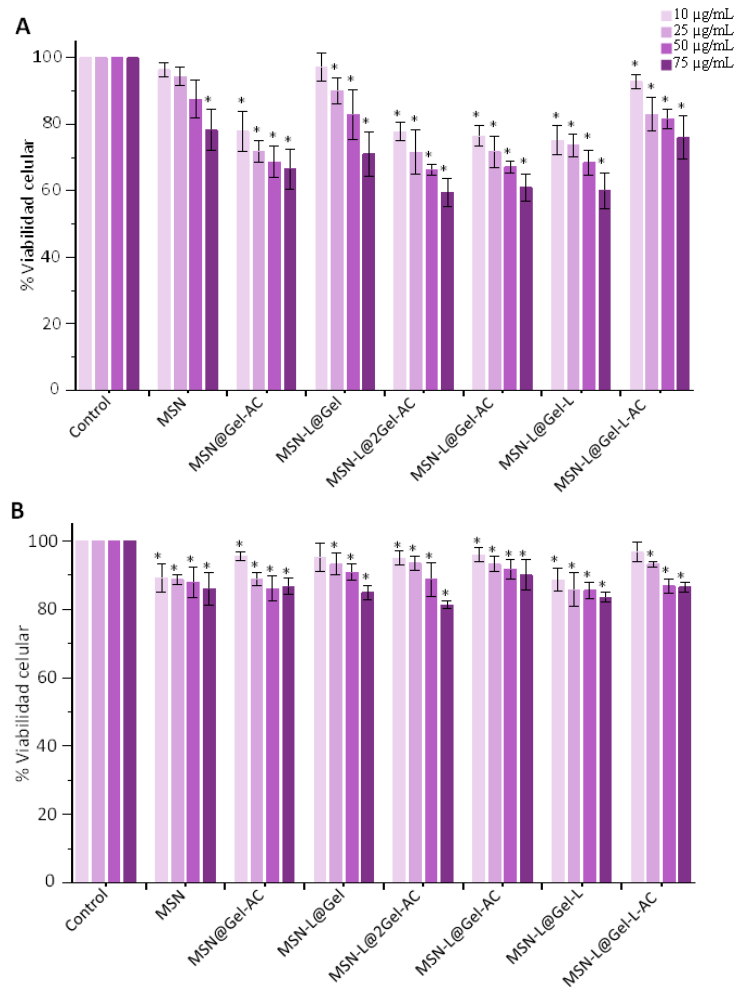 A
10 µg/mL
25 µg/mL
50 µg/mL
75 µg/mL
% Viabilidad celular
100
80
60
40
20
0
* * * * * * * * * * * * * * * * * * * * * * * *
Control
MSN
MSN@Gel-AC
MSN-L@Gel
MSN-L@2Gel-AC
MSN-L@Gel-AC
MSN-L@Gel-L
MSN-L@Gel-L-AC
B
% Viabilidad celular
100
80
60
40
20
0
* * * * * * * * * * * * * * * * * * * * * * * * * *
Control
MSN
MSN@Gel-AC
MSN-L@Gel
MSN-L@2Gel-AC
MSN-L@Gel-AC
MSN-L@Gel-L
MSN-L@Gel-L-AC